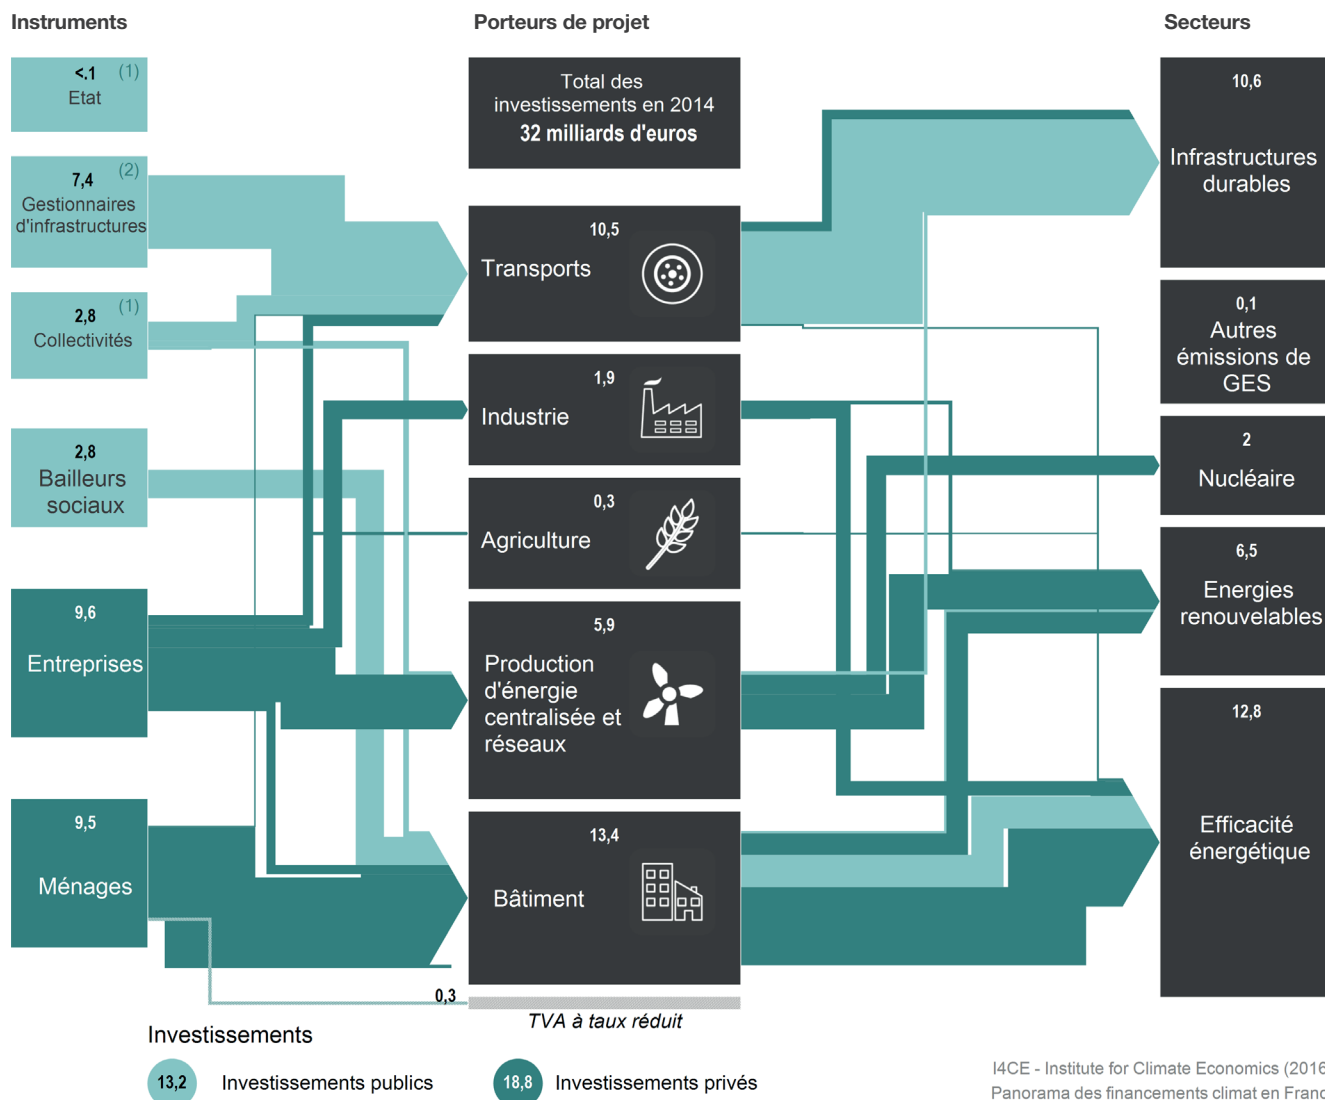 Instruments
Porteurs de projet
Secteurs
<.1 (1)
Etat
7,4 (2)
Gestionnaires
d'infrastructures
2,8 (1)
Collectivités
2,8
Bailleurs
sociaux
9,6
Entreprises
9,5
Ménages
Total des
investissements en 2014
32 milliards d'euros
10,5
Transports
1,9
Industrie
0,3
Agriculture
5,9
Production
d'énergie
centralisée et
réseaux
13,4
Bâtiment
0,3
TVA à taux réduit
10,6
Infrastructures
durables
0,1
Autres
émissions de
GES
2
Nucléaire
6,5
Energies
renouvelables
12,8
Efficacité
énergétique
Investissements
13,2 Investissements publics
18,8 Investissements privés
I4CE - Institute for Climate Economics (2016
Panorama des financements climat en Franc